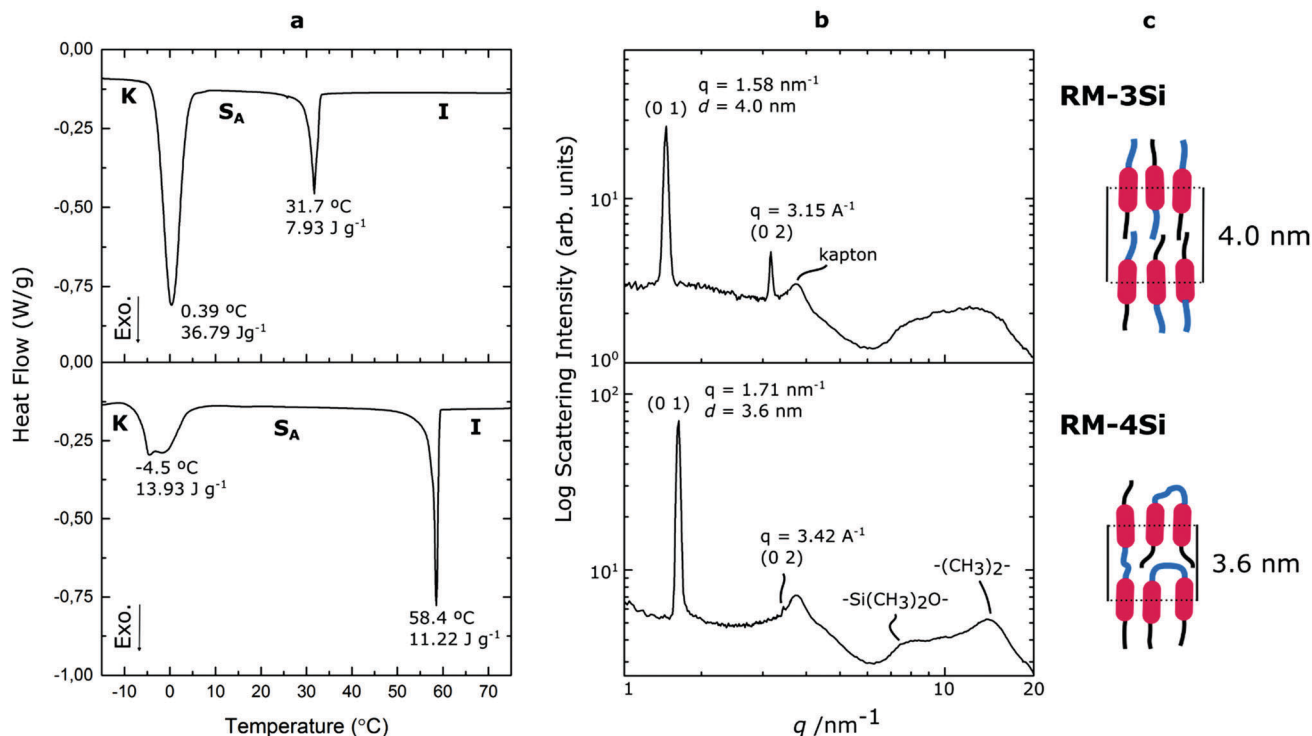 a
0,00
-0,25
-0,50
-0,75
0,00
-0,25
-0,50
-0,75
-1,00
Heat Flow (W/g)
K
S_A
I
31.7 ºC
7.93 J g⁻¹
0.39 ºC
36.79 Jg⁻¹
Exo.
K
S_A
I
-4.5 ºC
13.93 J g⁻¹
58.4 ºC
11.22 J g⁻¹
Exo.
-10 0 10 20 30 40 50 60 70
Temperature (°C)
b
Log Scattering Intensity (arb. units)
10¹
10⁰
q = 1.58 nm⁻¹
d = 4.0 nm
(0 1)
q = 3.15 A⁻¹
(0 2)
kapton
10²
10¹
q = 1.71 nm⁻¹
d = 3.6 nm
(0 1)
q = 3.42 A⁻¹
(0 2)
-Si(CH3)2O-
-(CH3)2-
1 10 20
q /nm⁻¹
c
RM-3Si
4.0 nm
RM-4Si
3.6 nm